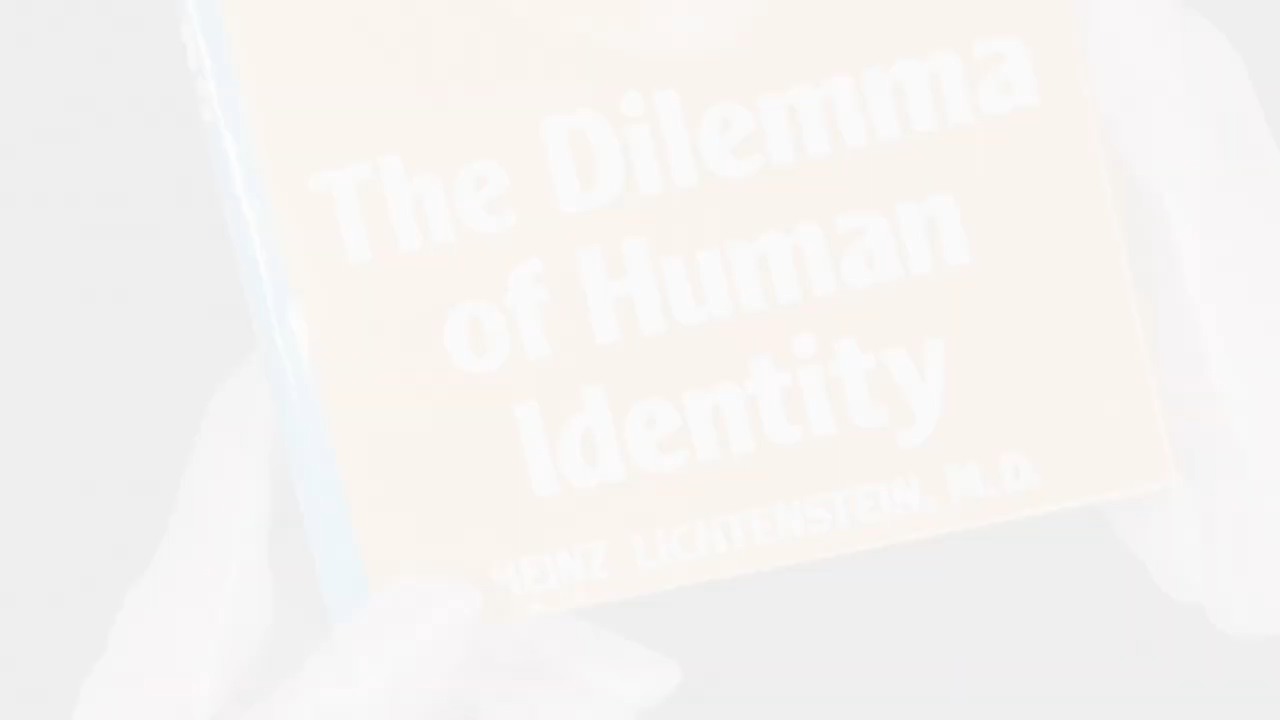 The Dilemma
of Human
Identity
HEINZ LICHTENSTEIN, M.D.